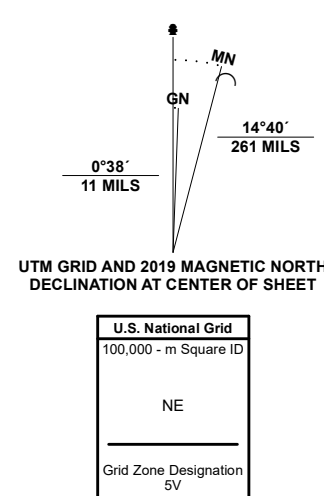 MN
GN
14°40´
261 MILS
0°38´
11 MILS
UTM GRID AND 2019 MAGNETIC NORTH
DECLINATION AT CENTER OF SHEET
U.S. National Grid
100,000 - m Square ID
NE
Grid Zone Designation
5V